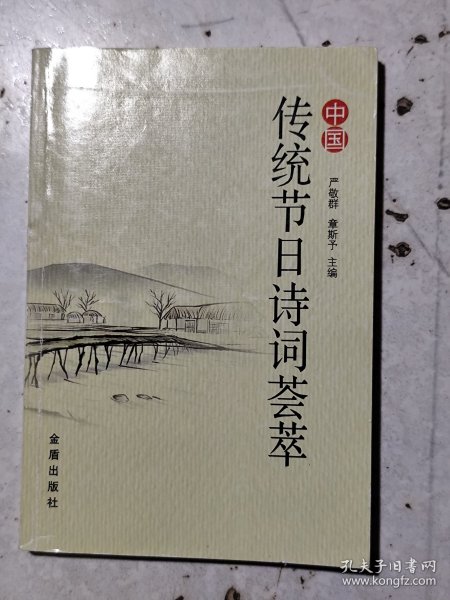 中国
传统节日诗词荟萃
严敬群 章斯予 主编
金盾出版社
孔夫子旧书网
www.kongfz.com